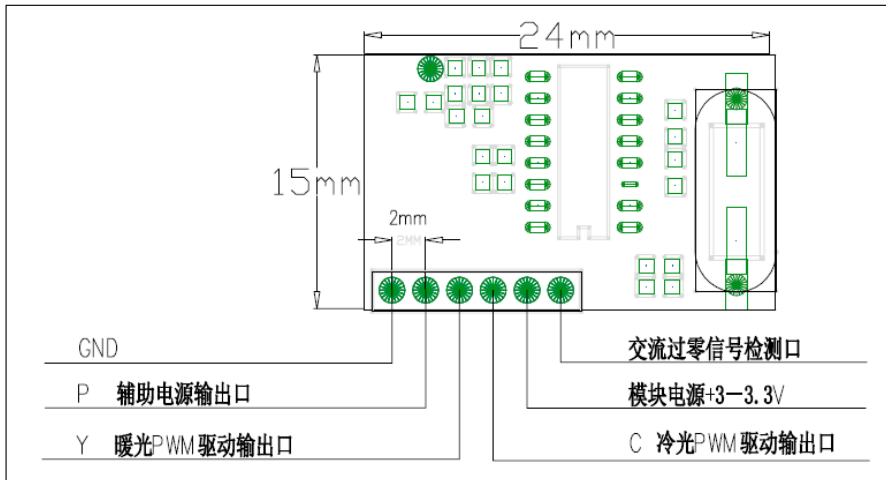 24mm
15mm
2mm
2MM
GND
交流过零信号检测口
P 辅助电源输出口
模块电源+3-3.3V
Y 暖光PWM驱动输出口
C 冷光PWM驱动输出口